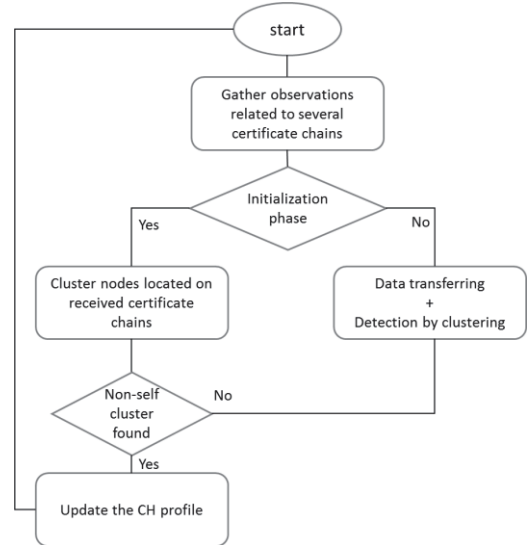 start
Gather observations
related to several
certificate chains
Initialization
phase
Yes
No
Cluster nodes located on
received certificate
chains
Data transferring
+
Detection by clustering
Non-self
cluster
found
No
Yes
Update the CH profile